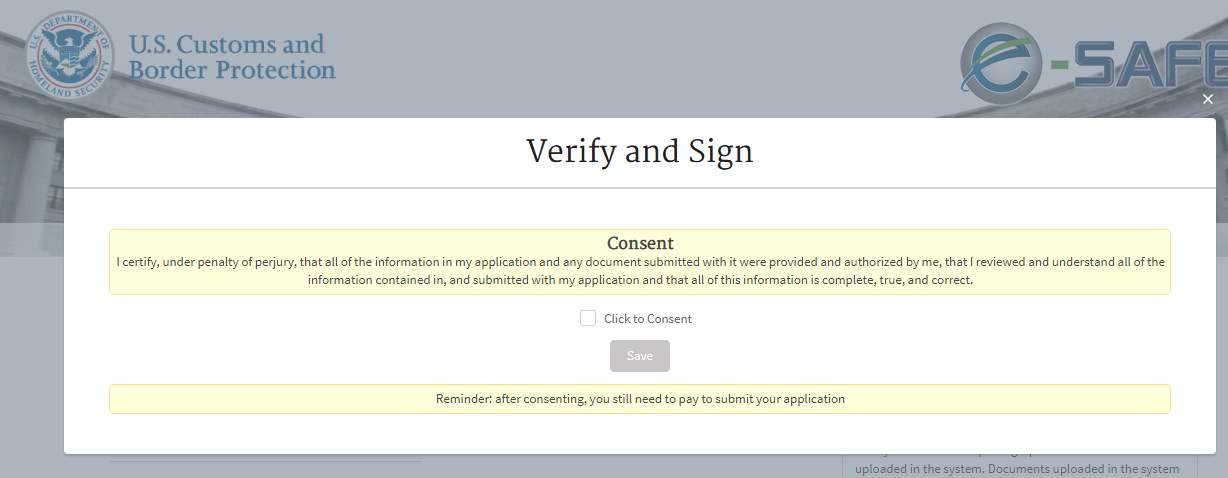 U.S. DEPARTMENT OF
HOMELAND SECURITY
U.S. Customs and
Border Protection
e-SAFE
×
Verify and Sign
Consent
I certify, under penalty of perjury, that all of the information in my application and any document submitted with it were provided and authorized by me, that I reviewed and understand all of the
information contained in, and submitted with my application and that all of this information is complete, true, and correct.
Click to Consent
Save
Reminder: after consenting, you still need to pay to submit your application
uploaded in the system. Documents uploaded in the system